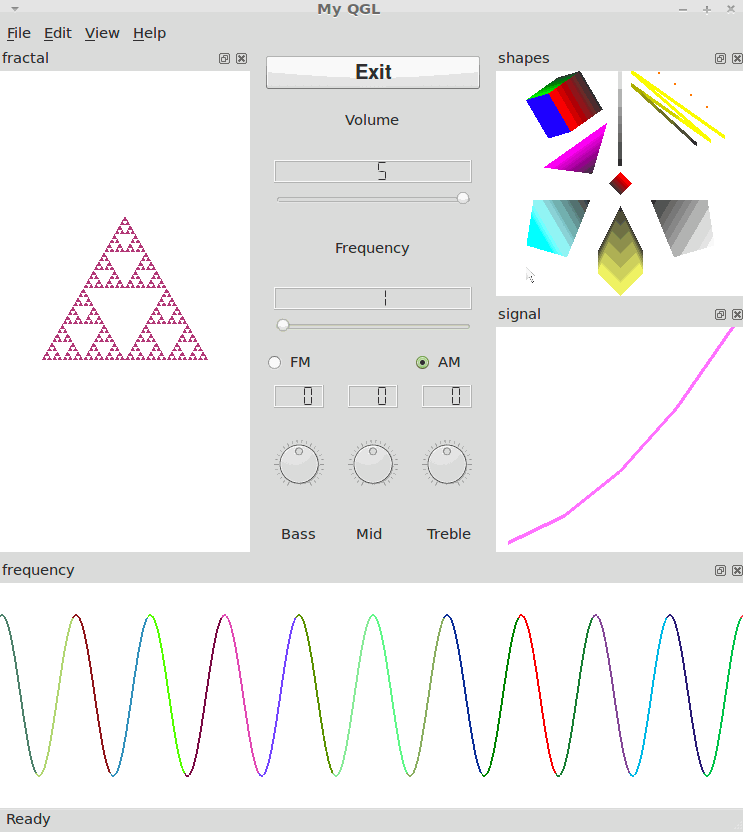 My QGL
File Edit View Help
fractal
Exit
Volume
5
Frequency
1
FM AM
0 0 0
Bass Mid Treble
shapes
signal
frequency
Ready